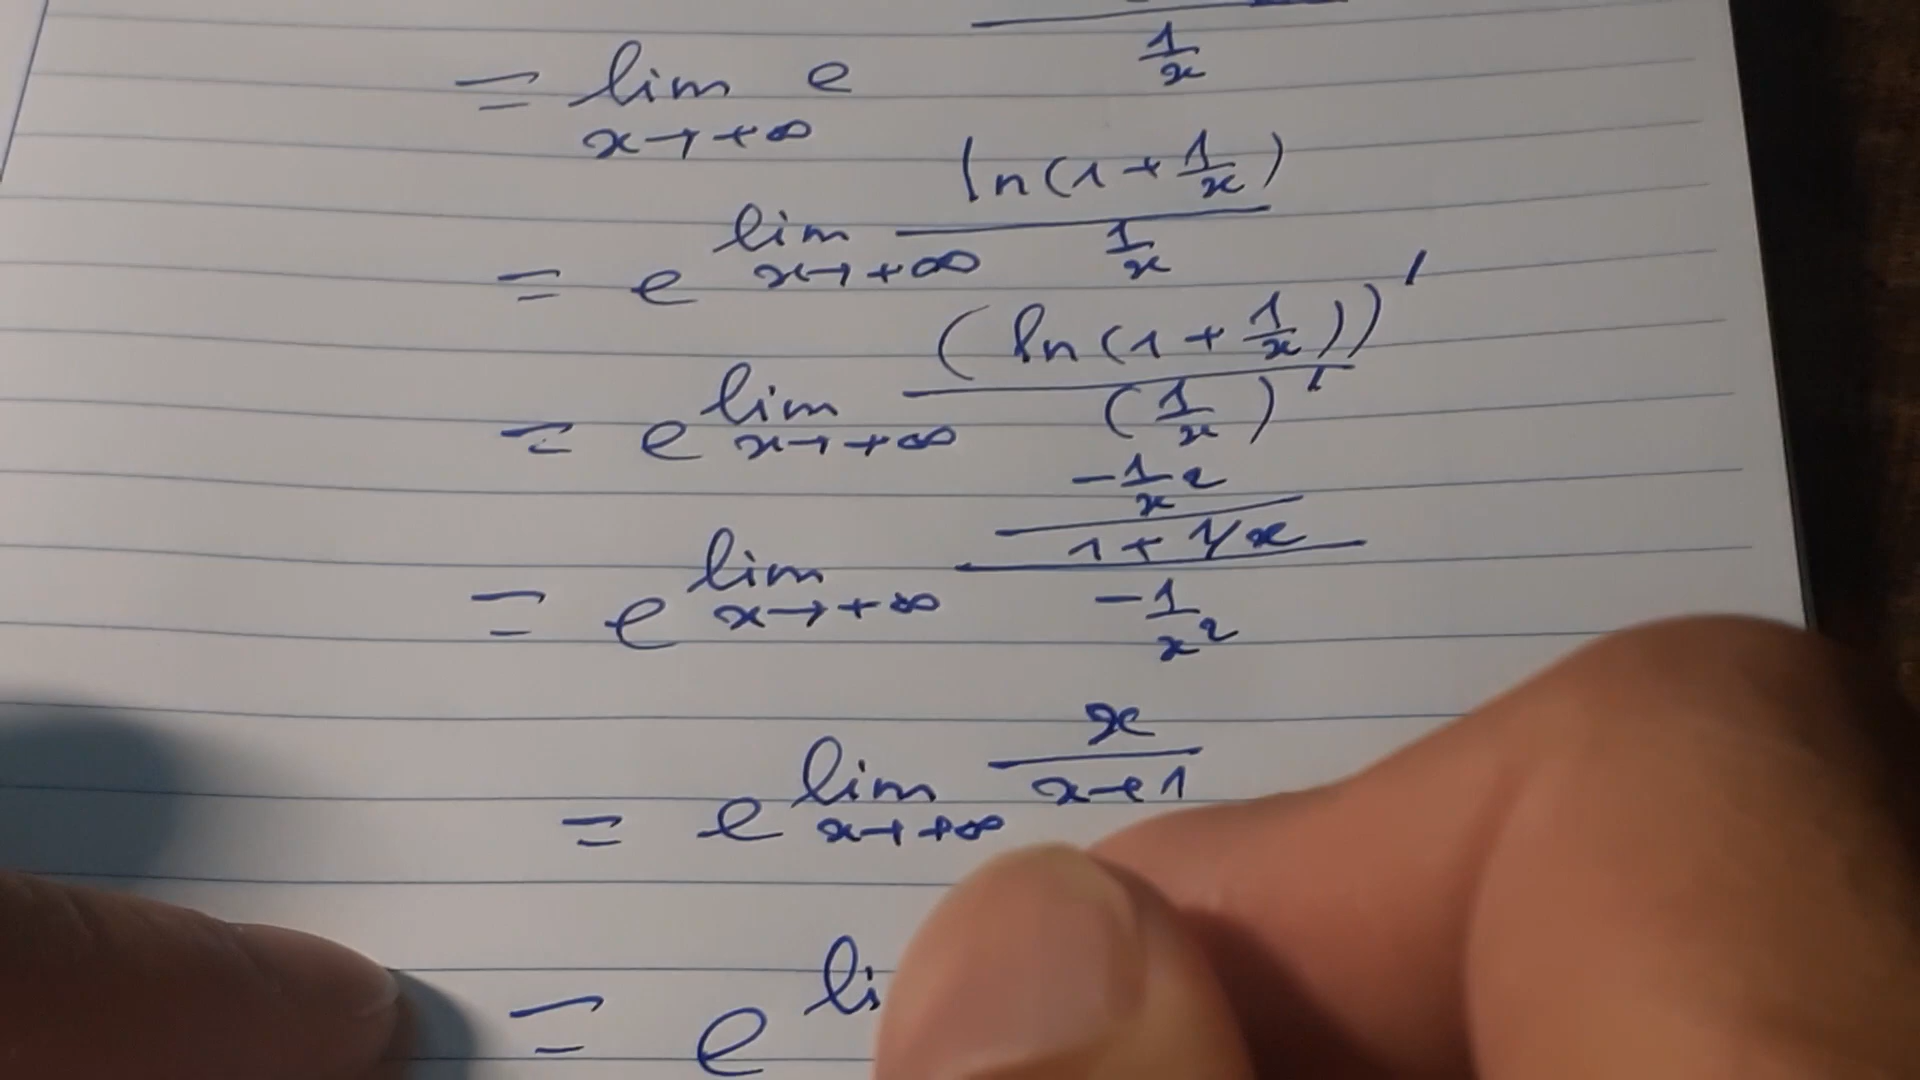 = lim e 1/x
x→+∞
= e lim x→+∞ ln(1+1/x) / 1/x
= e lim x→+∞ (ln(1+1/x))' / (1/x)'
= e lim x→+∞ -1/x² / 1+1/x / -1/x²
= e lim x→+∞ x / x+1
= e li